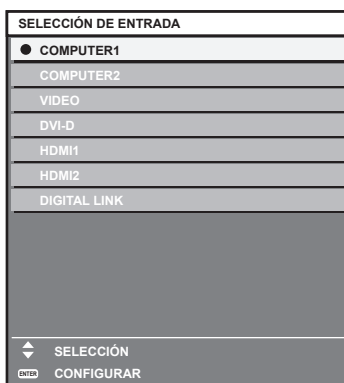 SELECCIÓN DE ENTRADA
COMPUTER1
COMPUTER2
VIDEO
DVI-D
HDMI1
HDMI2
DIGITAL LINK
SELECCIÓN
ENTER CONFIGURAR